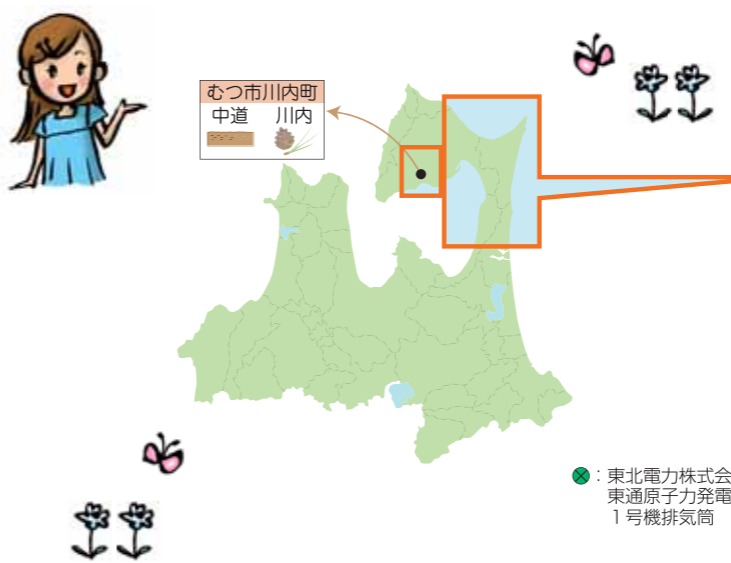 むつ市川内町
中道 川内
：東北電力株式会
東通原子力発電
1号機排気筒